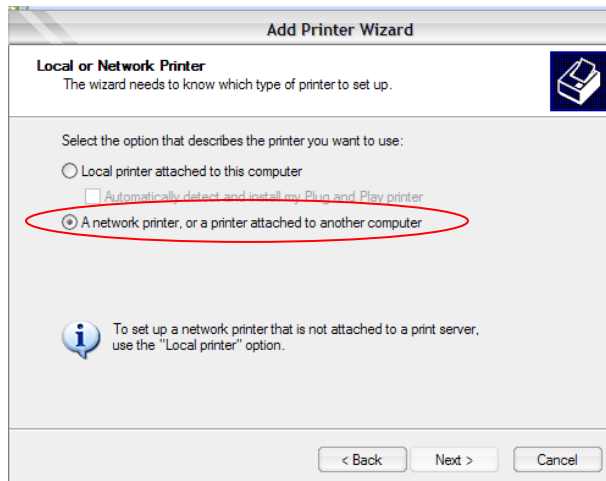 Add Printer Wizard
Local or Network Printer
The wizard needs to know which type of printer to set up.
Select the option that describes the printer you want to use:
Local printer attached to this computer
Automatically detect and install my Plug and Play printer
A network printer, or a printer attached to another computer
To set up a network printer that is not attached to a print server,
use the "Local printer" option.
< Back
Next >
Cancel